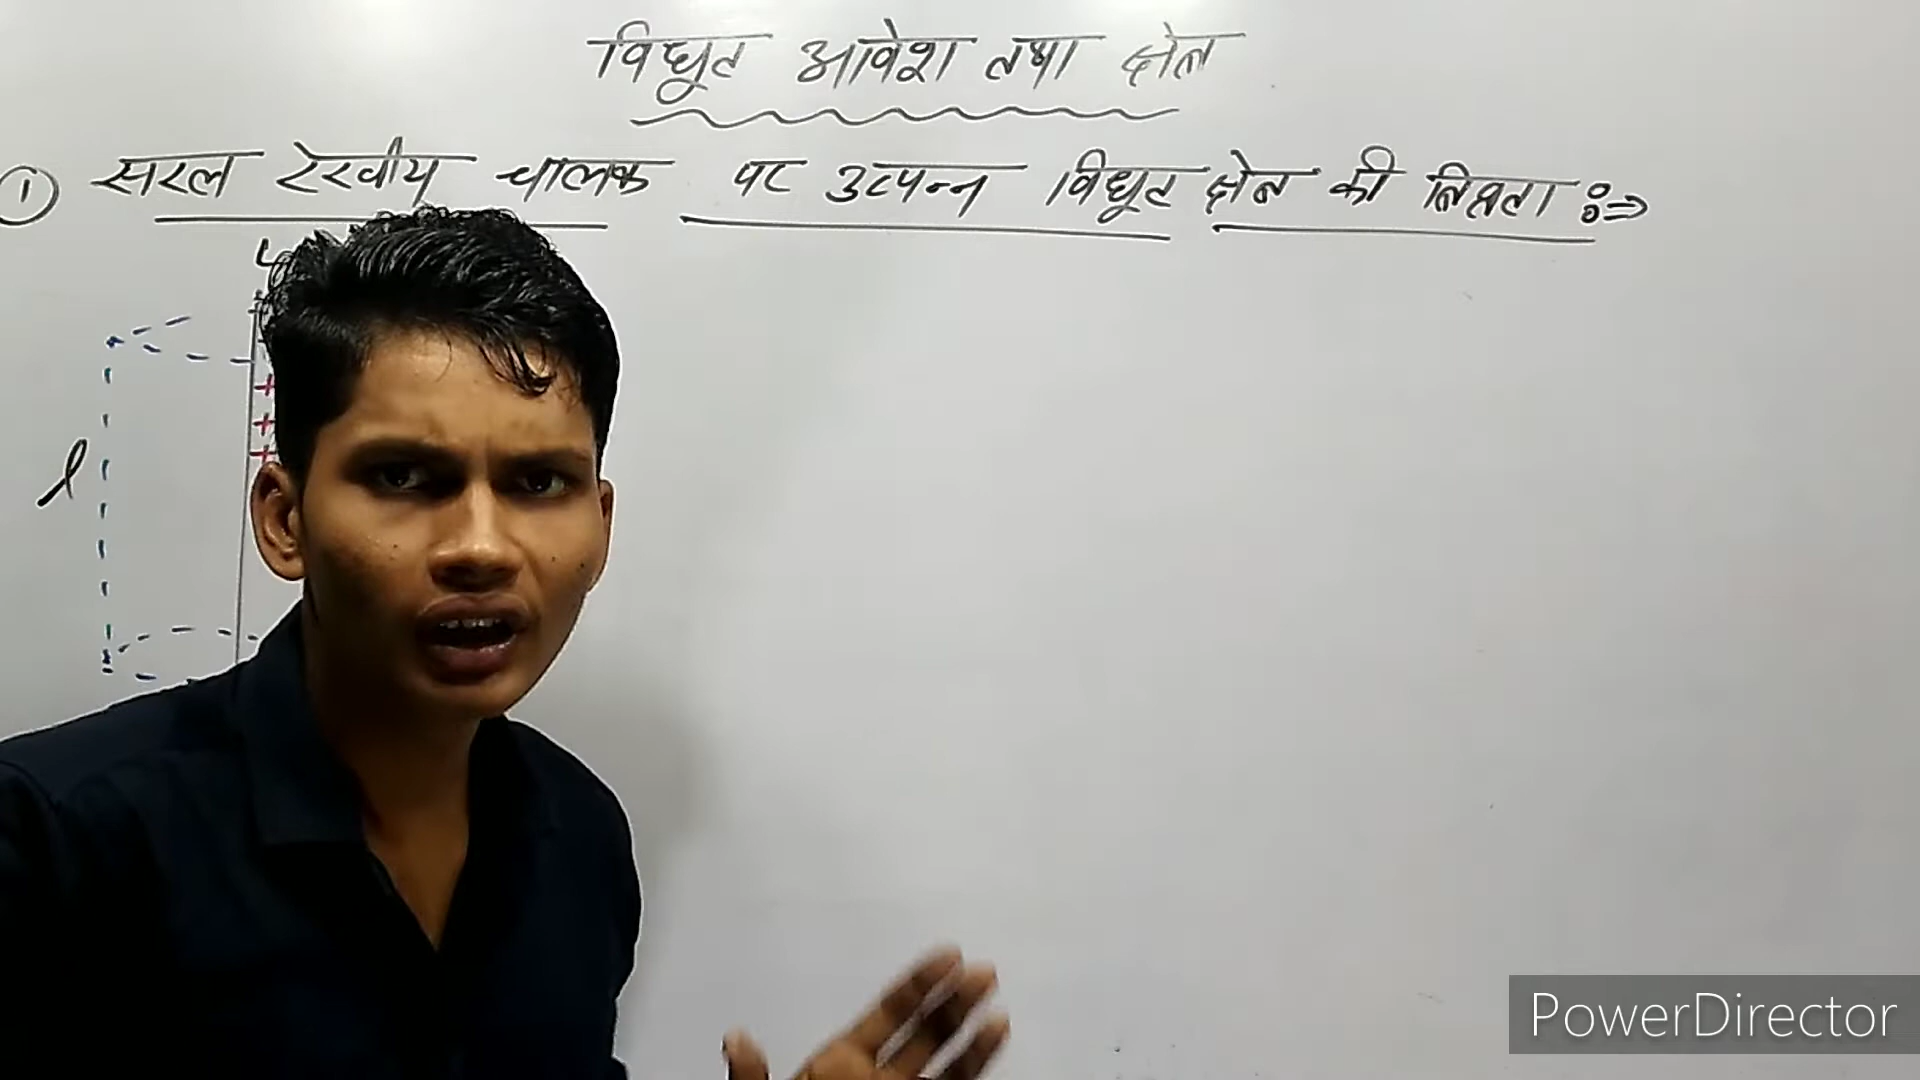 विधुत आवेश तथा क्षेत्र
① सरल रेखीय चालक पर उत्पन्न विधुत क्षेत्र की तिव्रता :⇒
+
+
+
l
PowerDirector